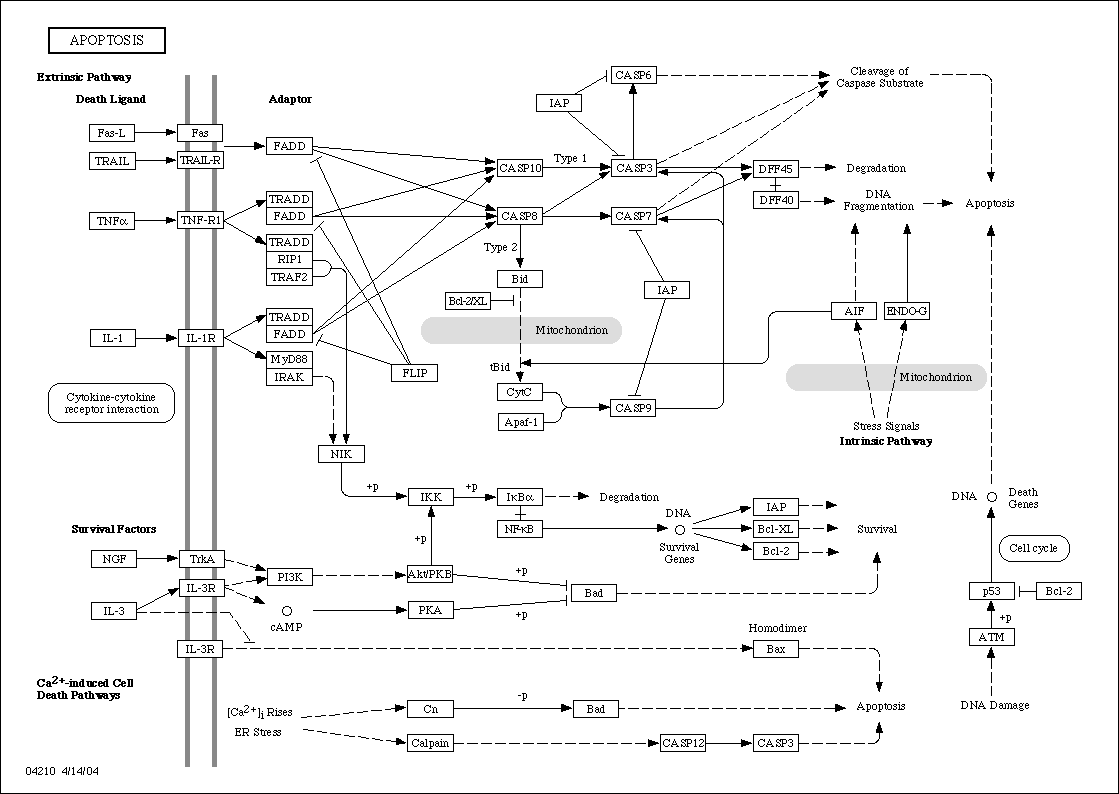 APOPTOSIS
Extrinsic Pathway
Death Ligand
Adaptor
Fas-L
Fas
TRAIL
TRAIL-R
FADD
TNFα
TNF-R1
TRADD
FADD
TRADD
RIP1
TRAF2
IL-1
IL-1R
TRADD
FADD
MyD88
IRAK
FLIP
Cytokine-cytokine
receptor interaction
NIK
CASP10
Type 1
CASP8
Type 2
Bid
Bcl-2/XL
Mitochondrion
tBid
CytC
Apaf-1
CASP9
IAP
CASP6
IAP
CASP3
CASP7
DFF45
DFF40
Cleavage of
Caspase Substrate
Degradation
DNA
Fragmentation
Apoptosis
AIF
ENDO-G
Mitochondrion
Stress Signals
Intrinsic Pathway
+p
IKK
+p
IκBα
Degradation
NF-κB
DNA
Survival
Genes
IAP
Bcl-XL
Bcl-2
Survival
DNA
Death
Genes
Cell cycle
p53
Bcl-2
+p
ATM
DNA Damage
Survival Factors
NGF
TrkA
IL-3R
IL-3
PI3K
cAMP
+p
Akt/PKB
+p
PKA
+p
Bad
IL-3R
Homodimer
Bax
Ca2+-induced Cell
Death Pathways
[Ca2+]i Rises
ER Stress
Cn
-p
Bad
Apoptosis
Calpain
CASP12
CASP3
04210 4/14/04